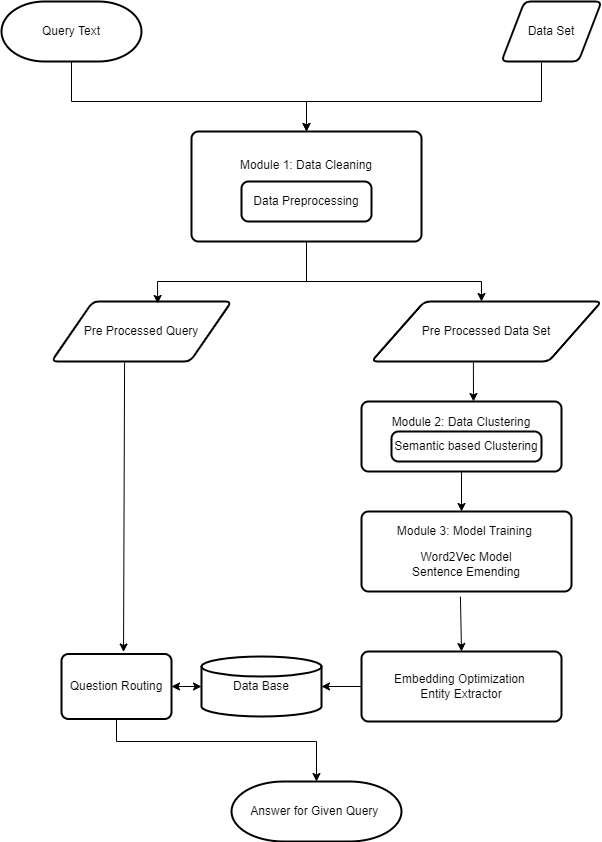 Query Text
Data Set
Module 1: Data Cleaning
Data Preprocessing
Pre Processed Query
Pre Processed Data Set
Module 2: Data Clustering
Semantic based Clustering
Module 3: Model Training
Word2Vec Model
Sentence Emending
Question Routing
Data Base
Embedding Optimization
Entity Extractor
Answer for Given Query